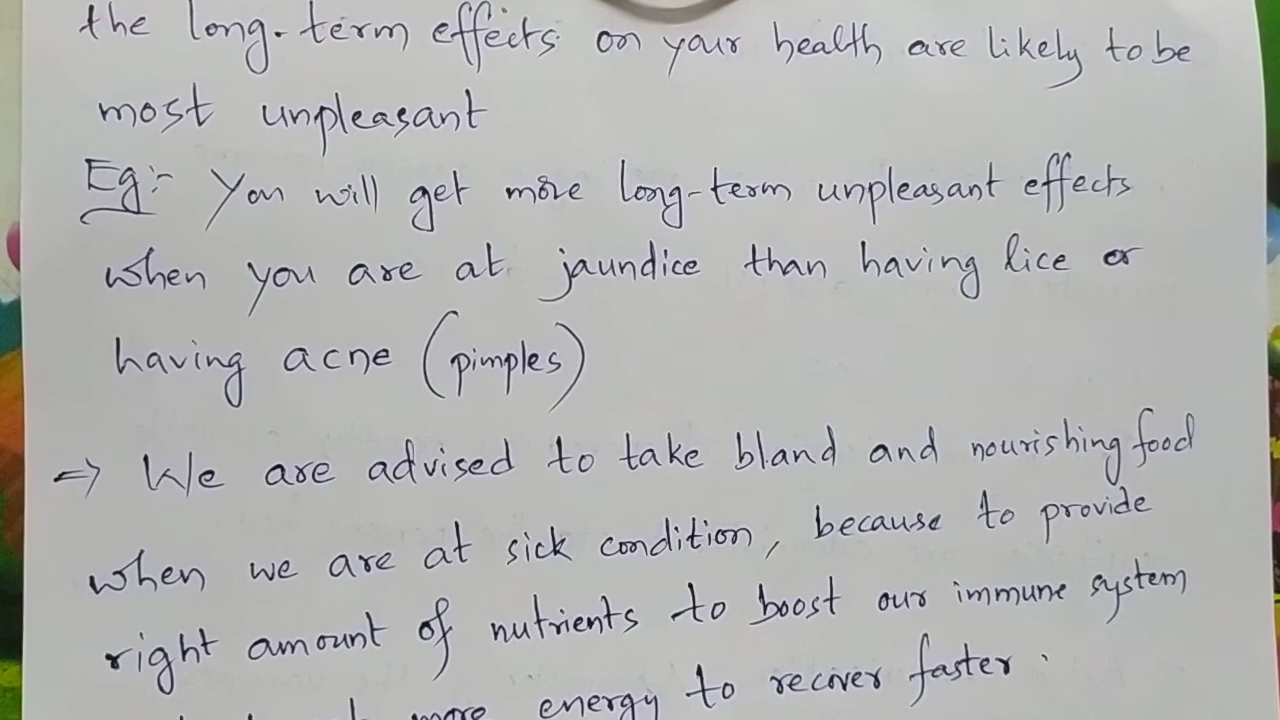 the long-term effects on your health are likely to be
most unpleasant
Eg:- You will get more long-term unpleasant effects
when you are at jaundice than having lice or
having acne (pimples)
=> We are advised to take bland and nourishing food
when we are at sick condition, because to provide
right amount of nutrients to boost our immune system
more energy to recover faster.